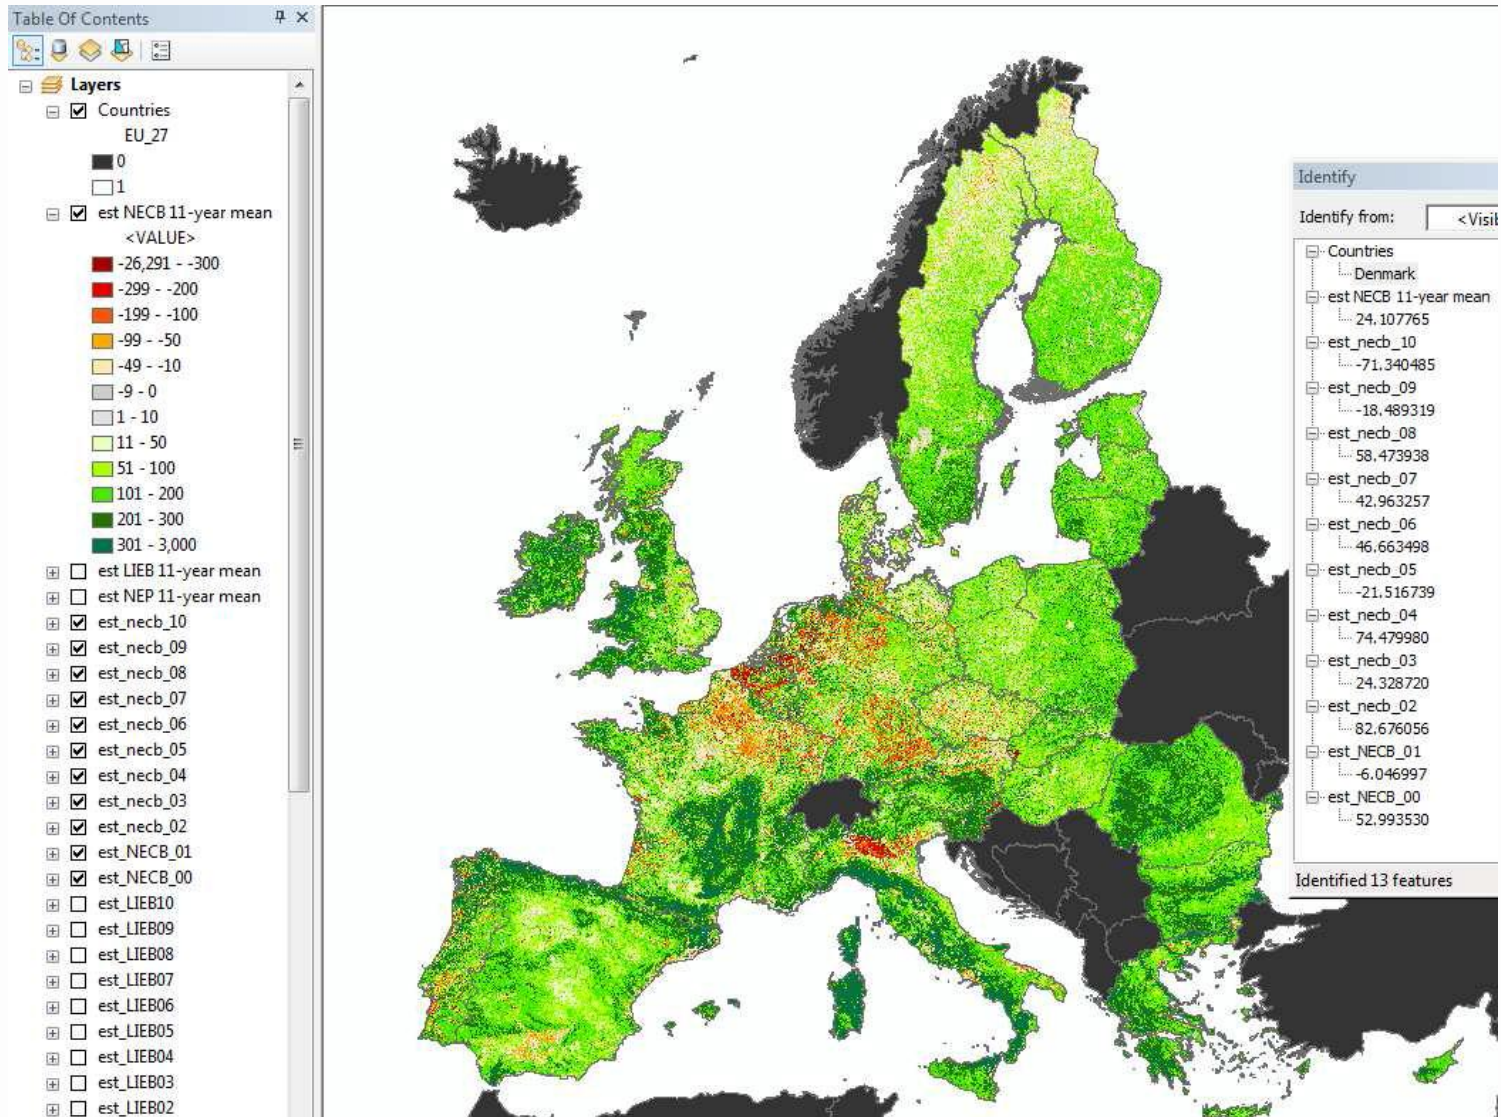 Table Of Contents
Layers
Countries
EU_27
0
1
est NECB 11-year mean
<VALUE>
-26,291 - -300
-299 - -200
-199 - -100
-99 - -50
-49 - -10
-9 - 0
1 - 10
11 - 50
51 - 100
101 - 200
201 - 300
301 - 3,000
est LIEB 11-year mean
est NEP 11-year mean
est_necb_10
est_necb_09
est_necb_08
est_necb_07
est_necb_06
est_necb_05
est_necb_04
est_necb_03
est_necb_02
est_NECB_01
est_NECB_00
est_LIEB10
est_LIEB09
est_LIEB08
est_LIEB07
est_LIEB06
est_LIEB05
est_LIEB04
est_LIEB03
est_LIEB02
Identify
Identify from: <Visib
Countries
Denmark
est NECB 11-year mean
24.107765
est_necb_10
-71.340485
est_necb_09
-18.489319
est_necb_08
58.473938
est_necb_07
42.963257
est_necb_06
46.663498
est_necb_05
-21.516739
est_necb_04
74.479980
est_necb_03
24.328720
est_necb_02
82.676056
est_NECB_01
-6.046997
est_NECB_00
52.993530
Identified 13 features